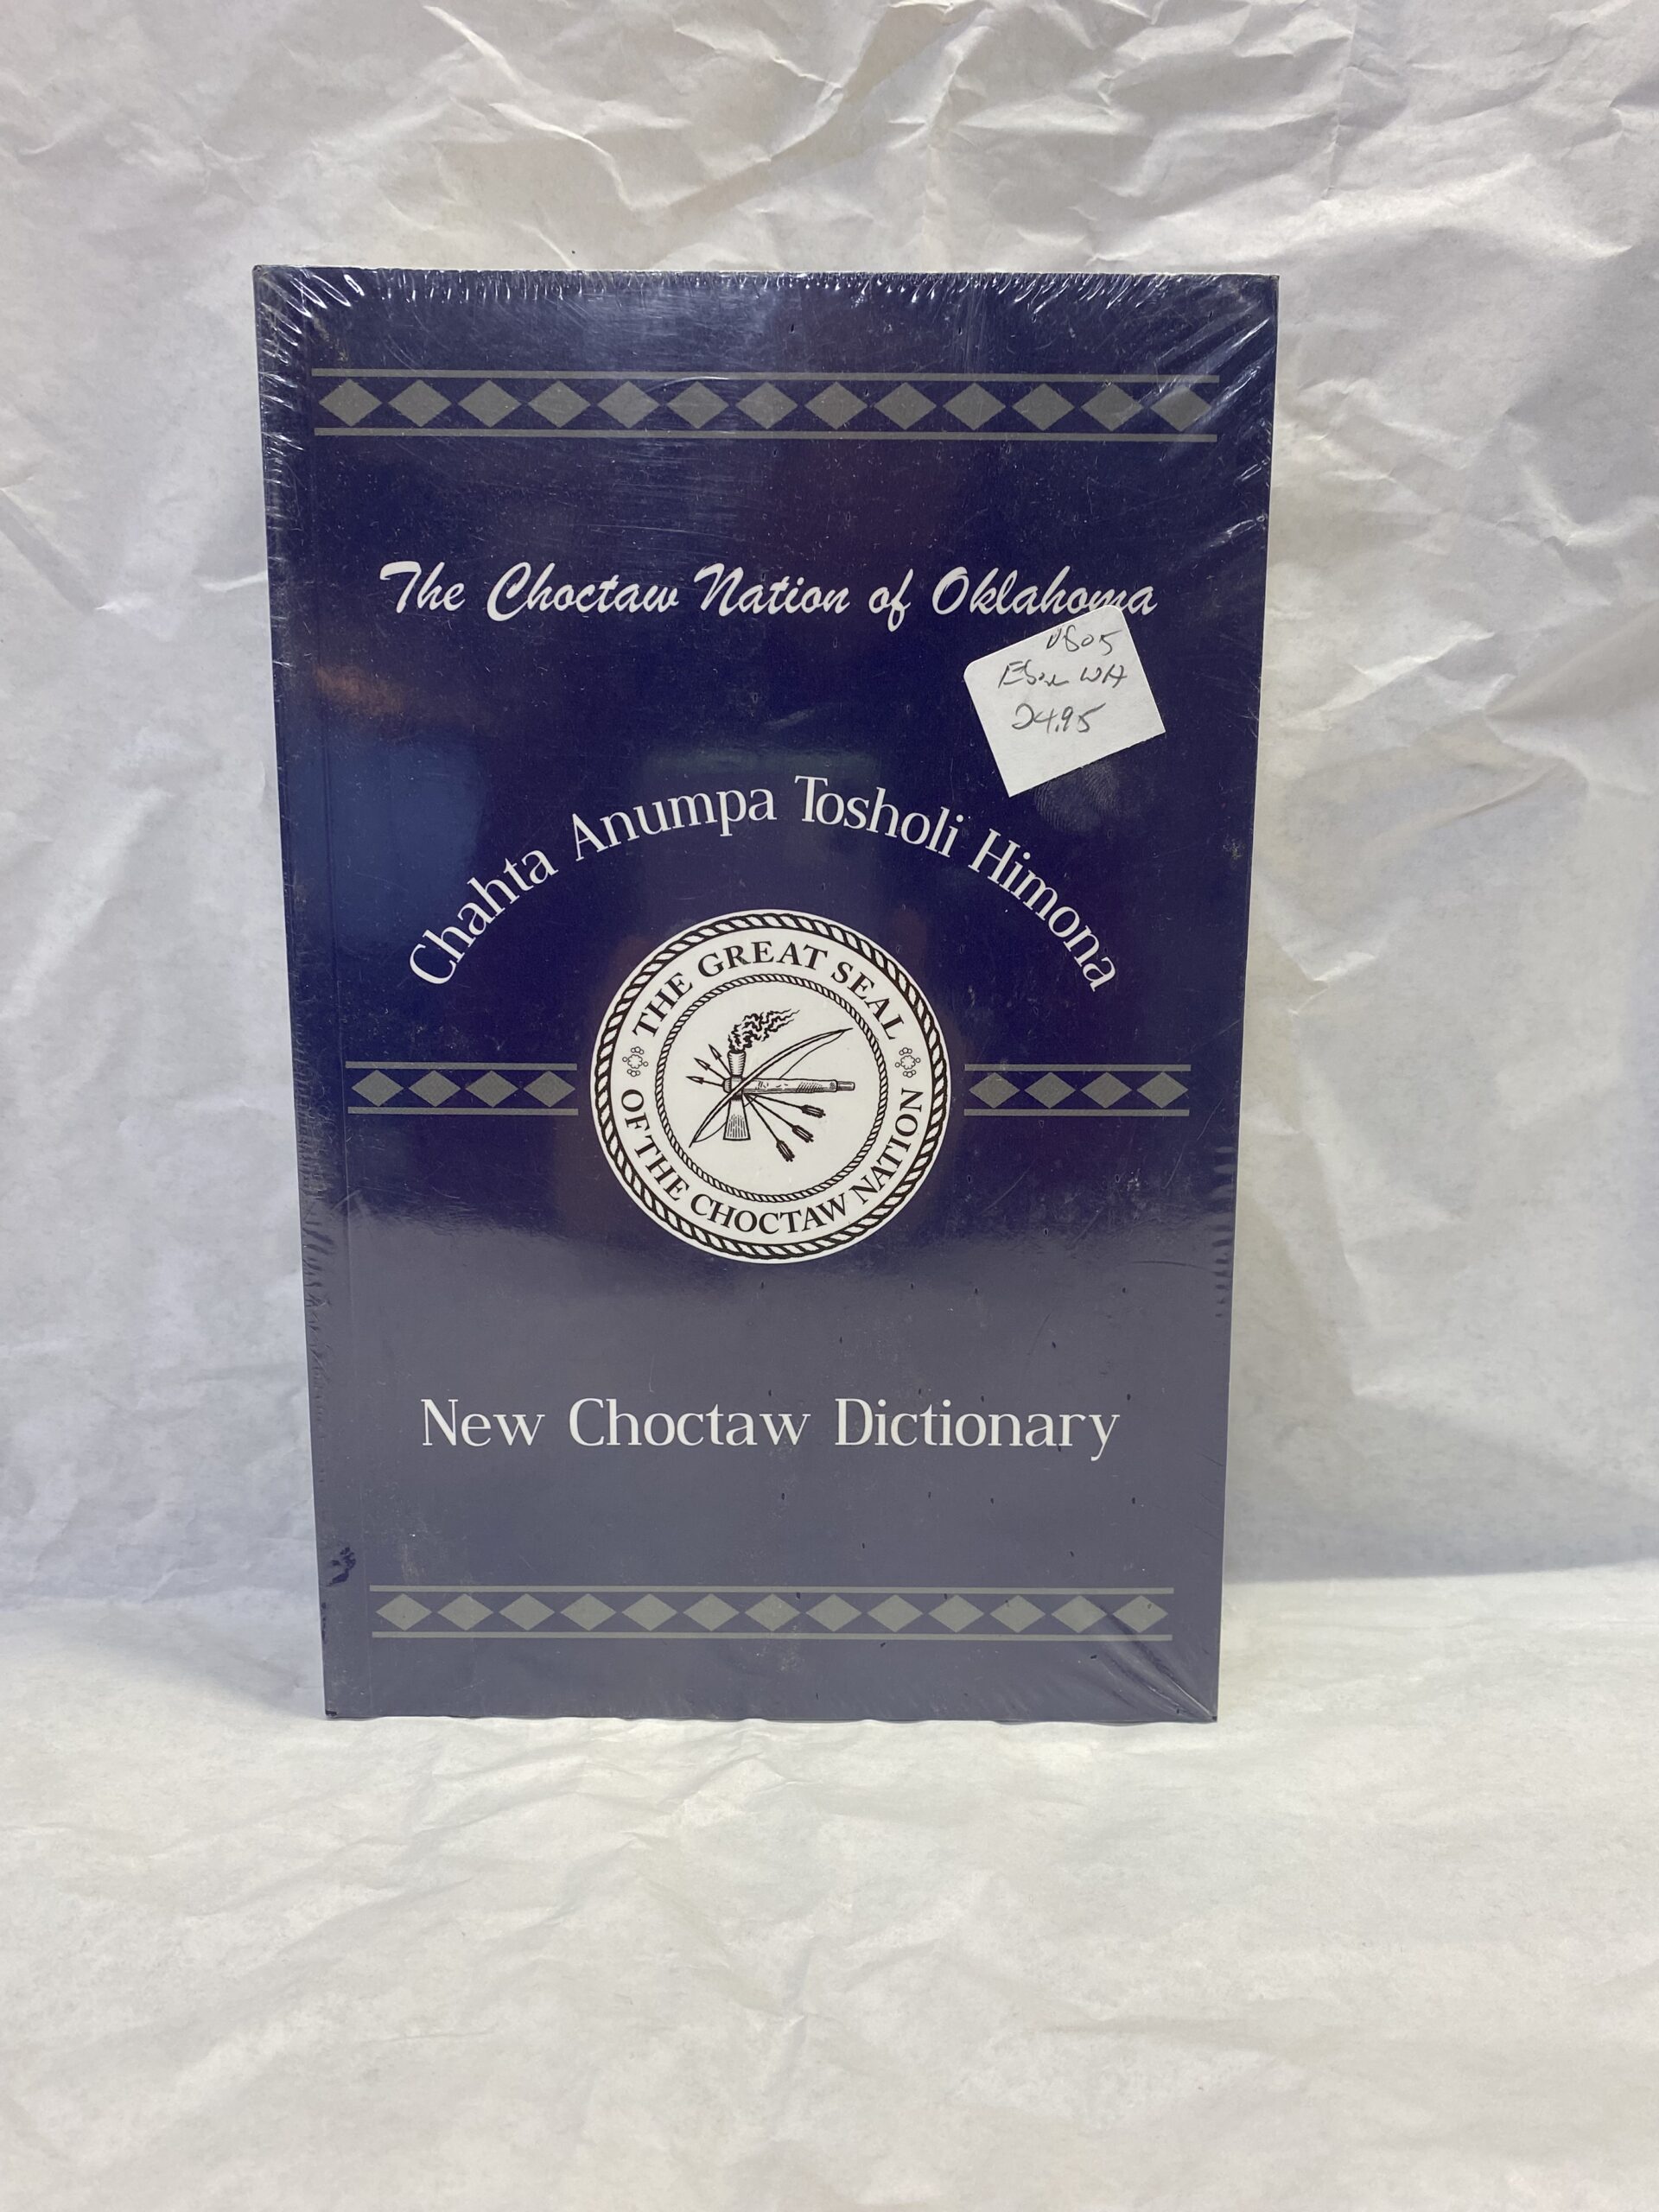 The Choctaw Nation of Oklahoma
24.95
Chahta Anumpa Tosholi Himona
THE GREAT SEAL
OF THE CHOCTAW NATION
New Choctaw Dictionary